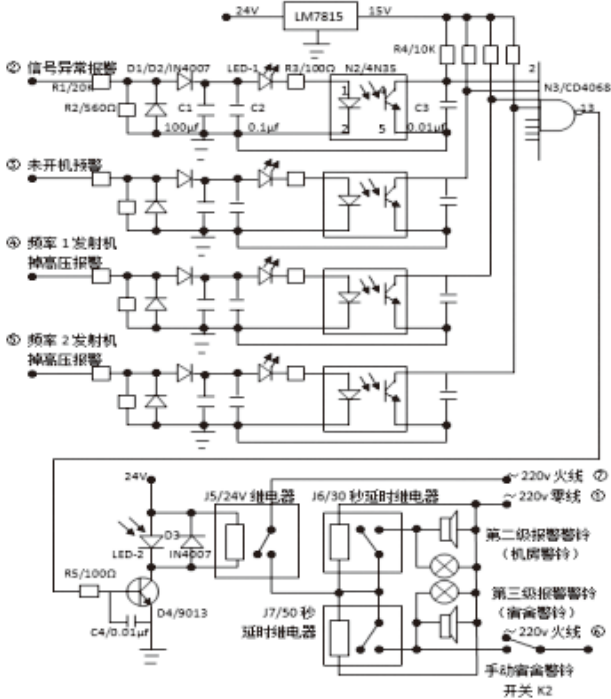 24V LM7815 15V
R4/10K
② 信号异常报警 D1/D2/IN4007 LED-1 R3/100Ω N2/4N35 2
R1/20K 1 4 N3/CD4068
R2/560Ω C1 C2 C3 13
100μf 0.1μf 2 5 0.01μf
③ 未开机预警
④ 频率 1 发射机
掉高压报警
⑤ 频率 2 发射机
掉高压报警
24V ～220v 火线 ⑦
J5/24V 继电器 J6/30 秒延时继电器 ～220v 零线 ①
D3 第二级报警警铃
LED-2 IN4007 （机房警铃）
R5/100Ω 第三级报警警铃
D4/9013 J7/50 秒 （宿舍警铃）
C4/0.01μf 延时继电器 ～220v 火线 ⑥
手动宿舍警铃
开关 K2